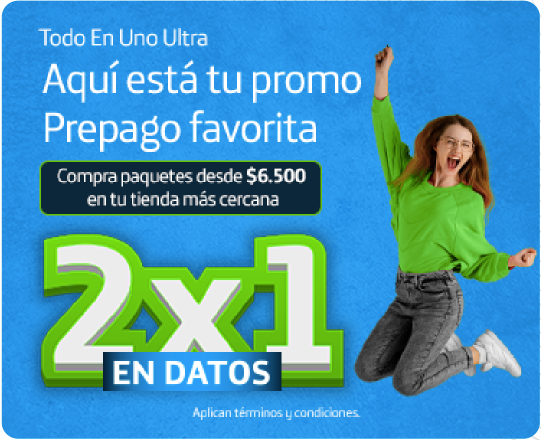 Todo En Uno Ultra
Aquí está tu promo
Prepago favorita
Compra paquetes desde $6.500
en tu tienda más cercana
2x1
EN DATOS
Aplican términos y condiciones.